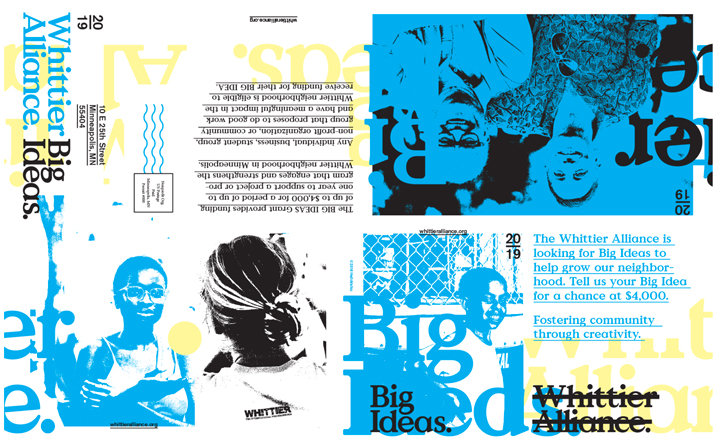 20
19
Whittier Big
Alliance. Ideas.
10 E 25th Street
Minneapolis, MN
55404
whittieralliance.org
The BIG IDEAS Grant provides funding
of up to $4,000 for a period of up to
one year to support a project or pro-
gram that engages and strengthens the
Whittier neighborhood in Minneapolis.
Any individual, business, student group,
non-profit organization, or community
group that proposes to do good work
and have a meaningful impact in the
Whittier neighborhood is eligible to
receive funding for their BIG IDEA.
whittieralliance.org
WHITTIER
20
19
whittieralliance.org
20
19
The Whittier Alliance is
looking for Big Ideas to
help grow our neighbor-
hood. Tell us your Big Idea
for a chance at $4,000.
Fostering community
through creativity.
Big
Ideas.
Big
Ideas.
Whittier
Alliance.